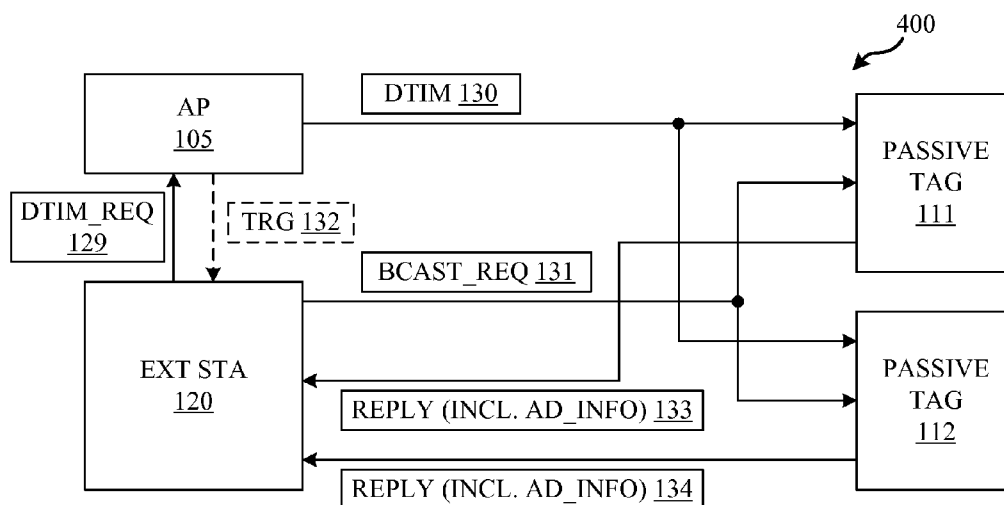 400
AP
105
DTIM 130
PASSIVE
TAG
111
DTIM_REQ
129
TRG 132
BCAST_REQ 131
EXT STA
120
PASSIVE
TAG
112
REPLY (INCL. AD_INFO) 133
REPLY (INCL. AD_INFO) 134